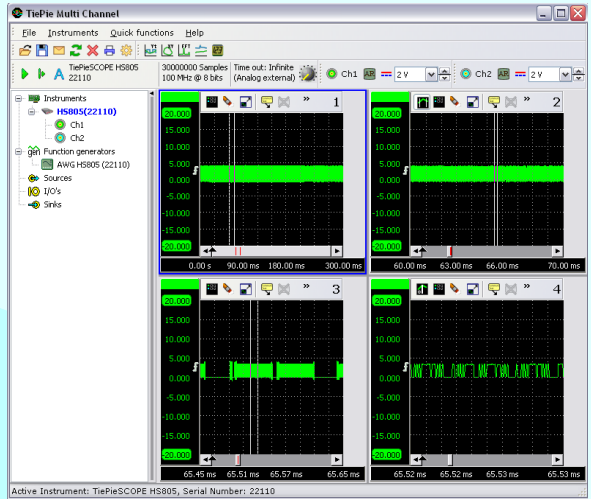 TiePie Multi Channel
File Instruments Quick functions Help
TiePieSCOPE HS805
22110
30000000 Samples
100 MHz @ 8 bits
Time out: Infinite
(Analog external)
Ch1
2 V
Ch2
2 V
Instruments
HS805(22110)
Ch1
Ch2
gen Function generators
AWG HS805 (22110)
Sources
I/O's
Sinks
» 1
20.000
15.000
10.000
5.000
0.000
-5.000
-10.000
-15.000
-20.000
0.00 s 90.00 ms 180.00 ms 300.00 ms
» 2
20.000
15.000
10.000
5.000
0.000
-5.000
-10.000
-15.000
-20.000
60.00 ms 63.00 ms 66.00 ms 70.00 ms
» 3
20.000
15.000
10.000
5.000
0.000
-5.000
-10.000
-15.000
-20.000
65.45 ms 65.51 ms 65.57 ms 65.65 ms
» 4
20.000
15.000
10.000
5.000
0.000
-5.000
-10.000
-15.000
-20.000
65.52 ms 65.52 ms 65.53 ms 65.53 ms
Active Instrument: TiePieSCOPE HS805, Serial Number: 22110